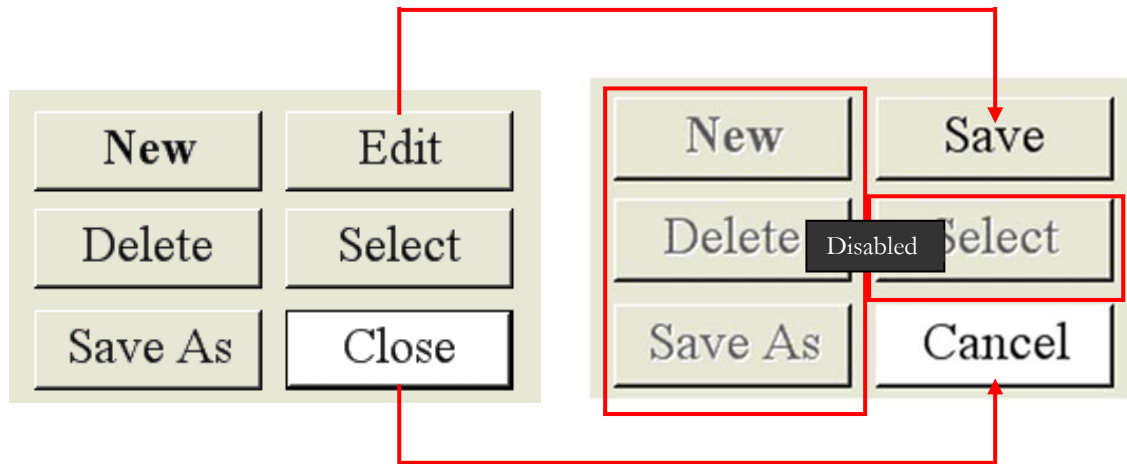 New
Edit
Delete
Select
Save As
Close
New
Save
Delete
Disabled
Select
Save As
Cancel